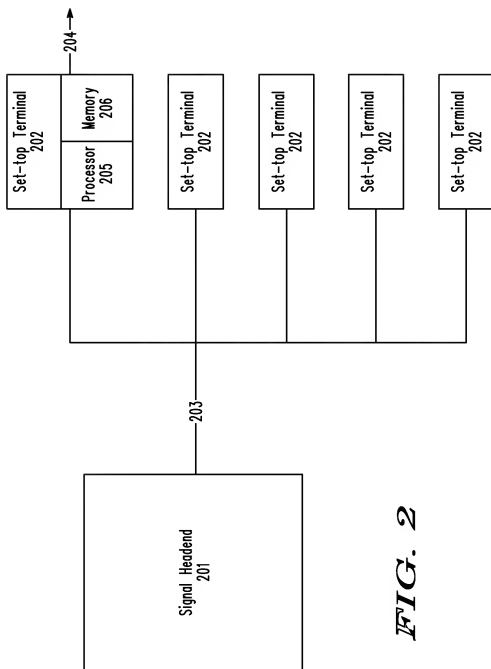 Signal Headend
201
203
Set-top Terminal
202
Processor
205
Memory
206
204
Set-top Terminal
202
Set-top Terminal
202
Set-top Terminal
202
Set-top Terminal
202
FIG. 2